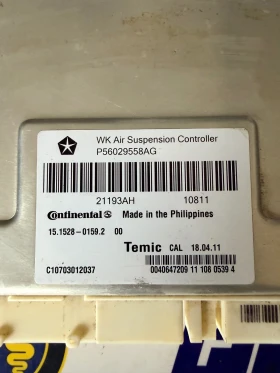 WK Air Suspension Controller
P56029558AG
21193AH 10811
Continental Made in the Philippines
15.1528-0159.2 00
Temic CAL 18.04.11
C10703012037 0040647209 11 108 0539 4